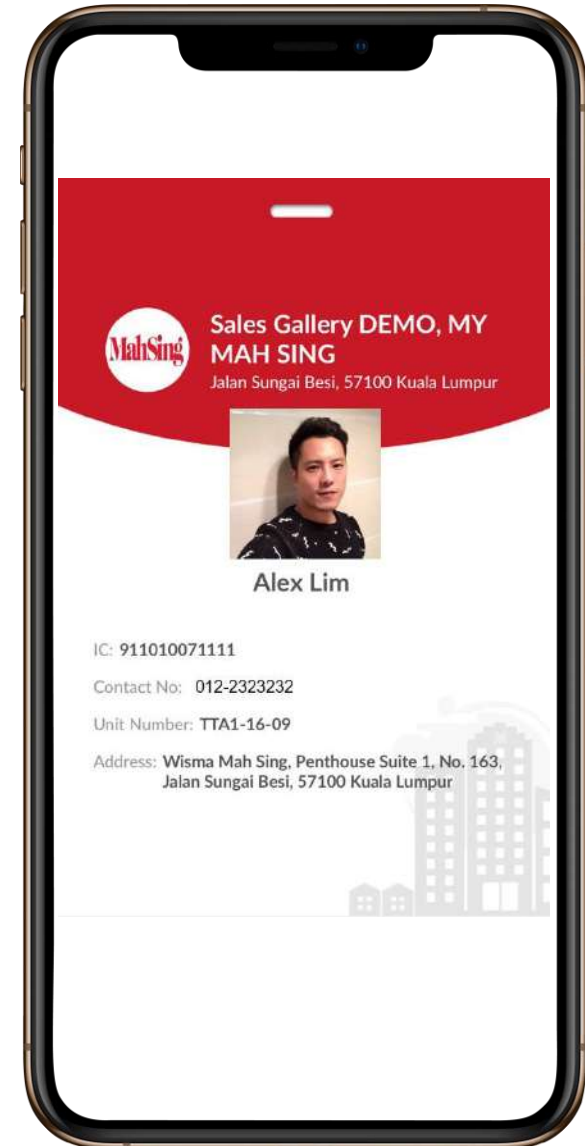 MahSing
Sales Gallery DEMO, MY
MAH SING
Jalan Sungai Besi, 57100 Kuala Lumpur
Alex Lim
IC: 911010071111
Contact No: 012-2323232
Unit Number: TTA1-16-09
Address: Wisma Mah Sing, Penthouse Suite 1, No. 163,
Jalan Sungai Besi, 57100 Kuala Lumpur